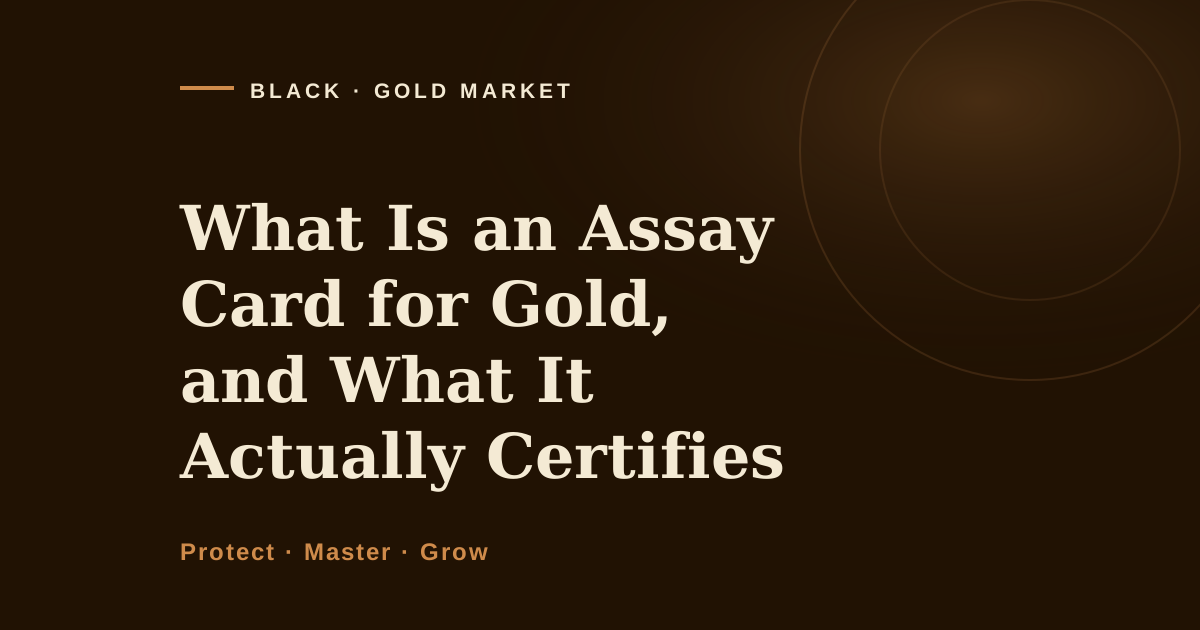 BLACK · GOLD MARKET
What Is an Assay
Card for Gold,
and What It
Actually Certifies
Protect · Master · Grow